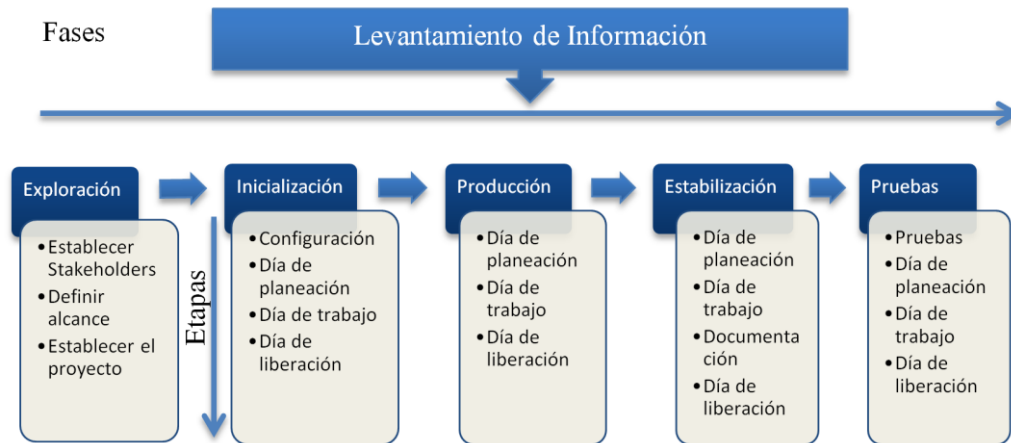 Fases
Levantamiento de Información
Exploración
• Establecer
Stakeholders
• Definir
alcance
• Establecer el
proyecto
Etapas
Inicialización
• Configuración
• Día de
planeación
• Día de trabajo
• Día de
liberación
Producción
• Día de
planeación
• Día de
trabajo
• Día de
liberación
Estabilización
• Día de
planeación
• Día de
trabajo
• Documenta
ción
• Día de
liberación
Pruebas
• Pruebas
• Día de
planeación
• Día de
trabajo
• Día de
liberación